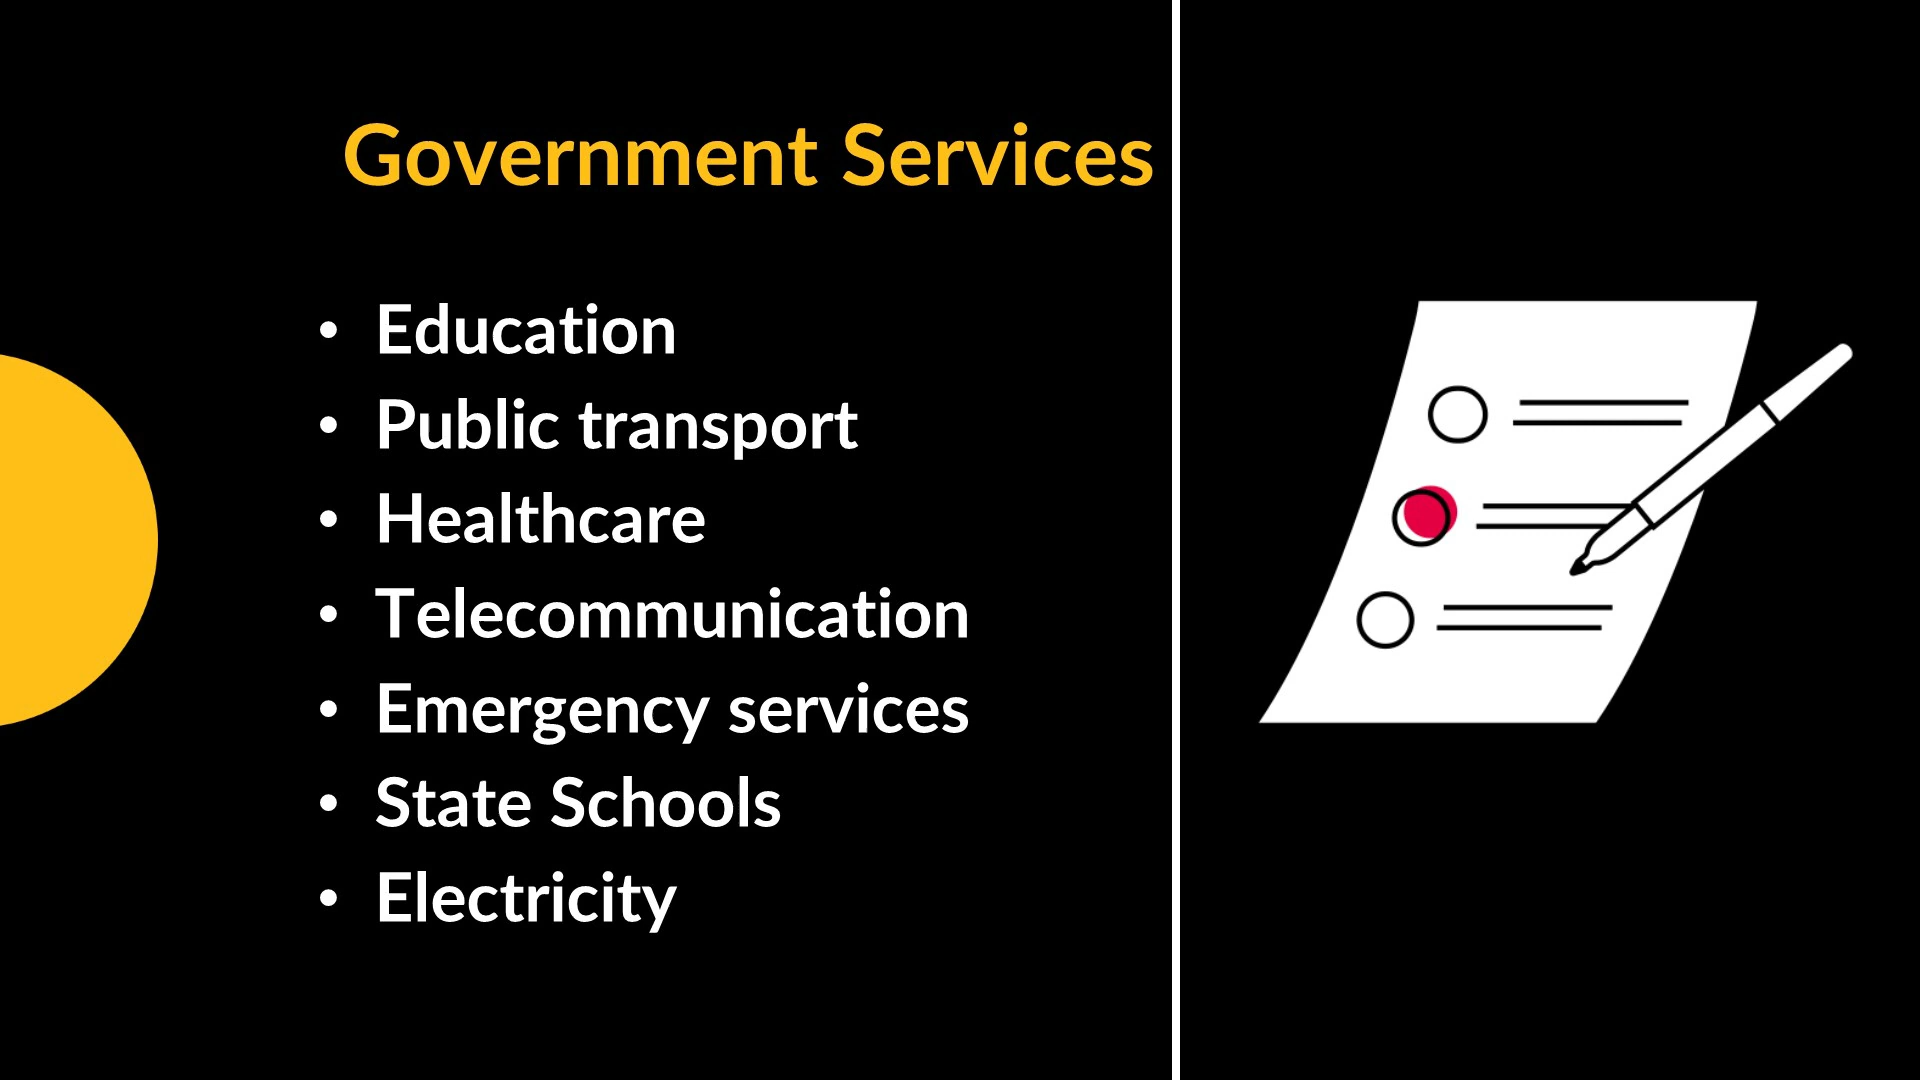 Government Services
• Education
• Public transport
• Healthcare
• Telecommunication
• Emergency services
• State Schools
• Electricity